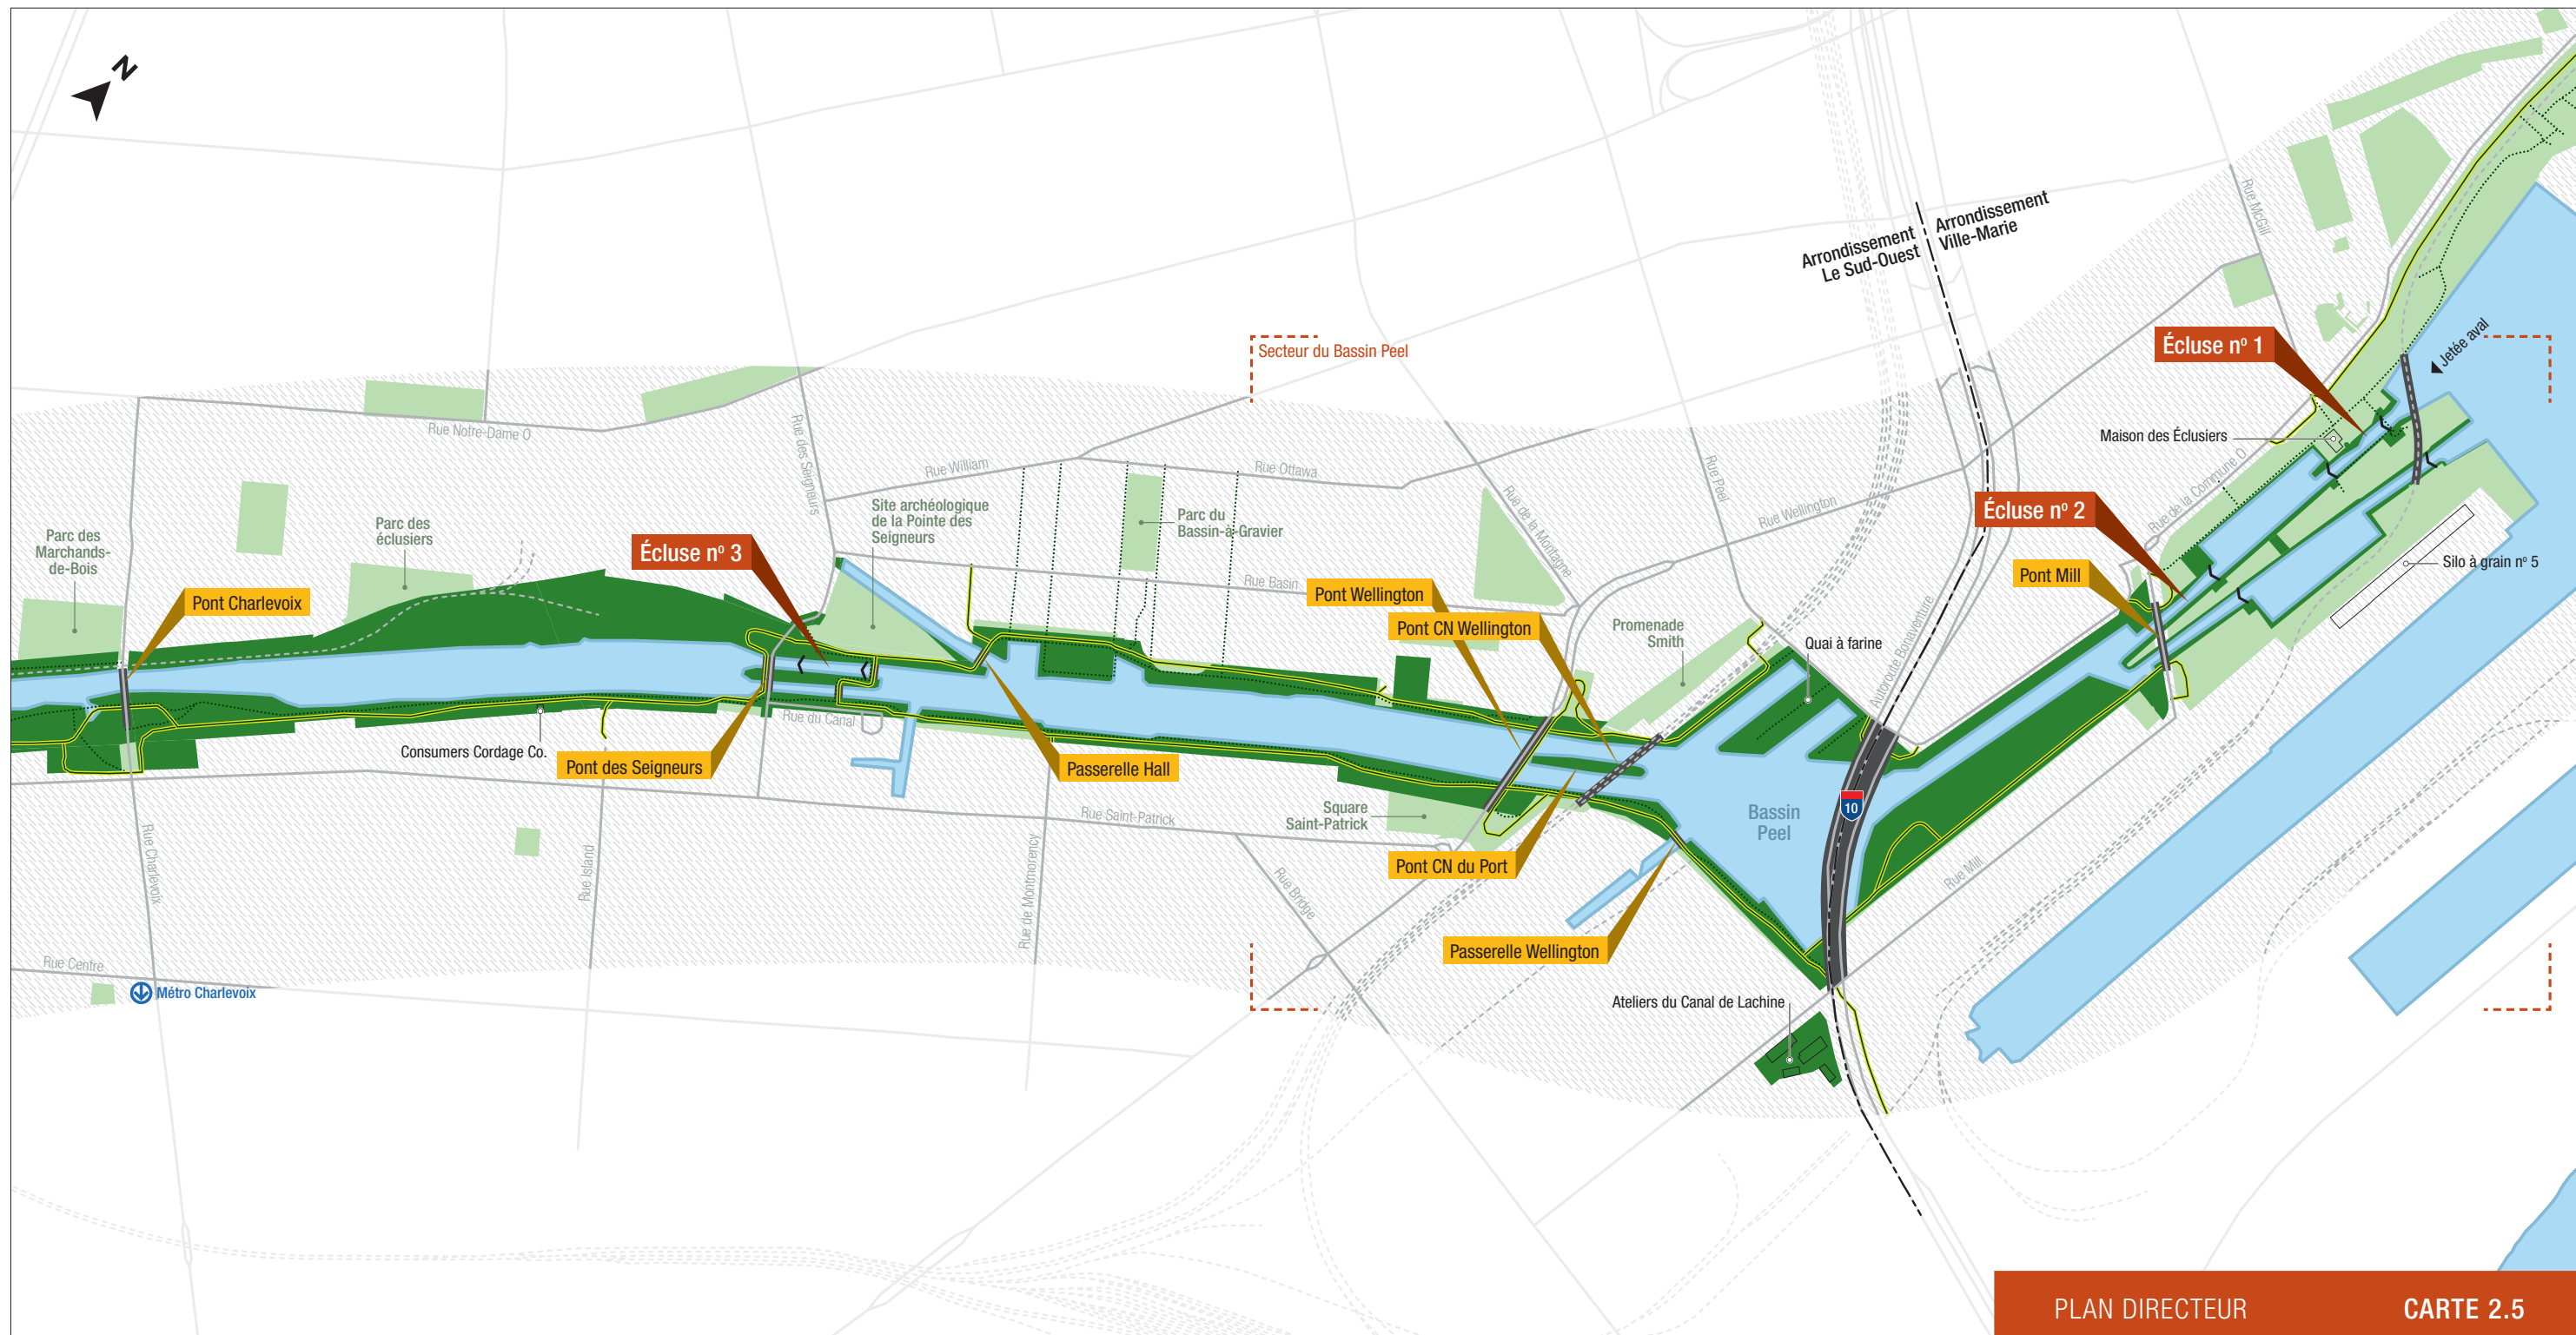 N
Arrondissement
Le Sud-Ouest
Arrondissement
Ville-Marie
Rue McGill
Écluse nº 1
Jetée aval
Secteur du Bassin Peel
Rue Notre-Dame O
Rue des Seigneurs
Rue William
Rue Ottawa
Rue de la Montagne
Rue Peel
Rue Wellington
Maison des Éclusiers
Rue de la Commune O
Écluse nº 2
Silo à grain nº 5
Pont Mill
Parc des
Marchands-
de-Bois
Parc des
éclusiers
Écluse nº 3
Site archéologique
de la Pointe des
Seigneurs
Parc du
Bassin-à-Gravier
Rue Basin
Pont Charlevoix
Pont Wellington
Pont CN Wellington
Promenade
Smith
Quai à farine
Autoroute Bonaventure
Consumers Cordage Co.
Pont des Seigneurs
Rue du Canal
Passerelle Hall
10
Bassin
Peel
Square
Saint-Patrick
Rue Saint-Patrick
Rue Charlevoix
Rue Island
Rue de Montmorency
Rue Bridge
Pont CN du Port
Rue Mill
Passerelle Wellington
Rue Centre
Métro Charlevoix
Ateliers du Canal de Lachine
PLAN DIRECTEUR
CARTE 2.5